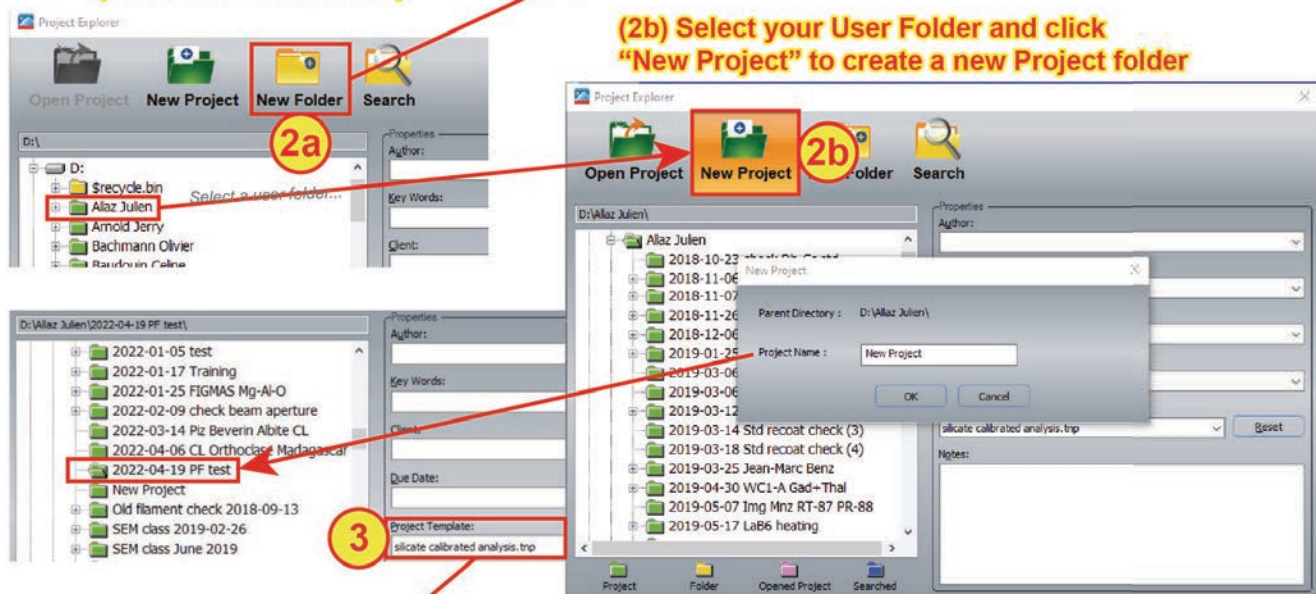 Project Explorer
Open Project New Project New Folder Search
2a
D:\
D:
$recycle.bin
Select a user folder...
Allaz Julien
Arnold Jerry
Bachmann Olivier
Baudouin Celine
Properties
Author:
Key Words:
Client:
(2b) Select your User Folder and click
“New Project” to create a new Project folder
Project Explorer
Open Project New Project 2b Folder Search
D:\Allaz Julien\
Allaz Julien
2018-10-23
2018-11-06
2018-11-07
2018-11-26
2018-12-06
2019-01-25
2019-03-06
2019-03-06
2019-03-12
2019-03-14 Std recoat check (3)
2019-03-18 Std recoat check (4)
2019-03-25 Jean-Marc Benz
2019-04-30 WC1-A Gad+Thal
2019-05-07 Img Mnz RT-87 PR-88
2019-05-17 LaB6 heating
Project Folder Opened Project Searched
Properties
Author:
New Project
Parent Directory : D:\Allaz Julien\
Project Name : New Project
OK Cancel
silicate calibrated analysis.tnp Reset
Notes:
D:\Allaz Julien\2022-04-19 PF test\
2022-01-05 test
2022-01-17 Training
2022-01-25 FIGMAS Mg-Al-O
2022-02-09 check beam aperture
2022-03-14 Piz Beverin Albite CL
2022-04-06 CL Orthoclase Madagascar
2022-04-19 PF test
New Project
Old filament check 2018-09-13
SEM class 2019-02-26
SEM class June 2019
Properties
Author:
Key Words:
Client:
Due Date:
3
Project Template:
silicate calibrated analysis.tnp